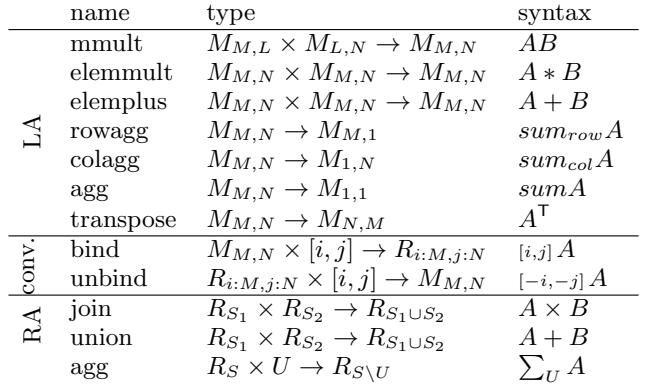 name type syntax
LA
mmult M_{M,L} × M_{L,N} → M_{M,N} AB
elemmult M_{M,N} × M_{M,N} → M_{M,N} A ∗ B
elemplus M_{M,N} × M_{M,N} → M_{M,N} A + B
rowagg M_{M,N} → M_{M,1} sum_{row}A
colagg M_{M,N} → M_{1,N} sum_{col}A
agg M_{M,N} → M_{1,1} sumA
transpose M_{M,N} → M_{N,M} A^T
conv.
bind M_{M,N} × [i, j] → R_{i:M,j:N} [i,j] A
unbind R_{i:M,j:N} × [i, j] → M_{M,N} [−i,−j] A
RA
join R_{S_1} × R_{S_2} → R_{S_1∪S_2} A × B
union R_{S_1} × R_{S_2} → R_{S_1∪S_2} A + B
agg R_S × U → R_{S\U} ∑_U A